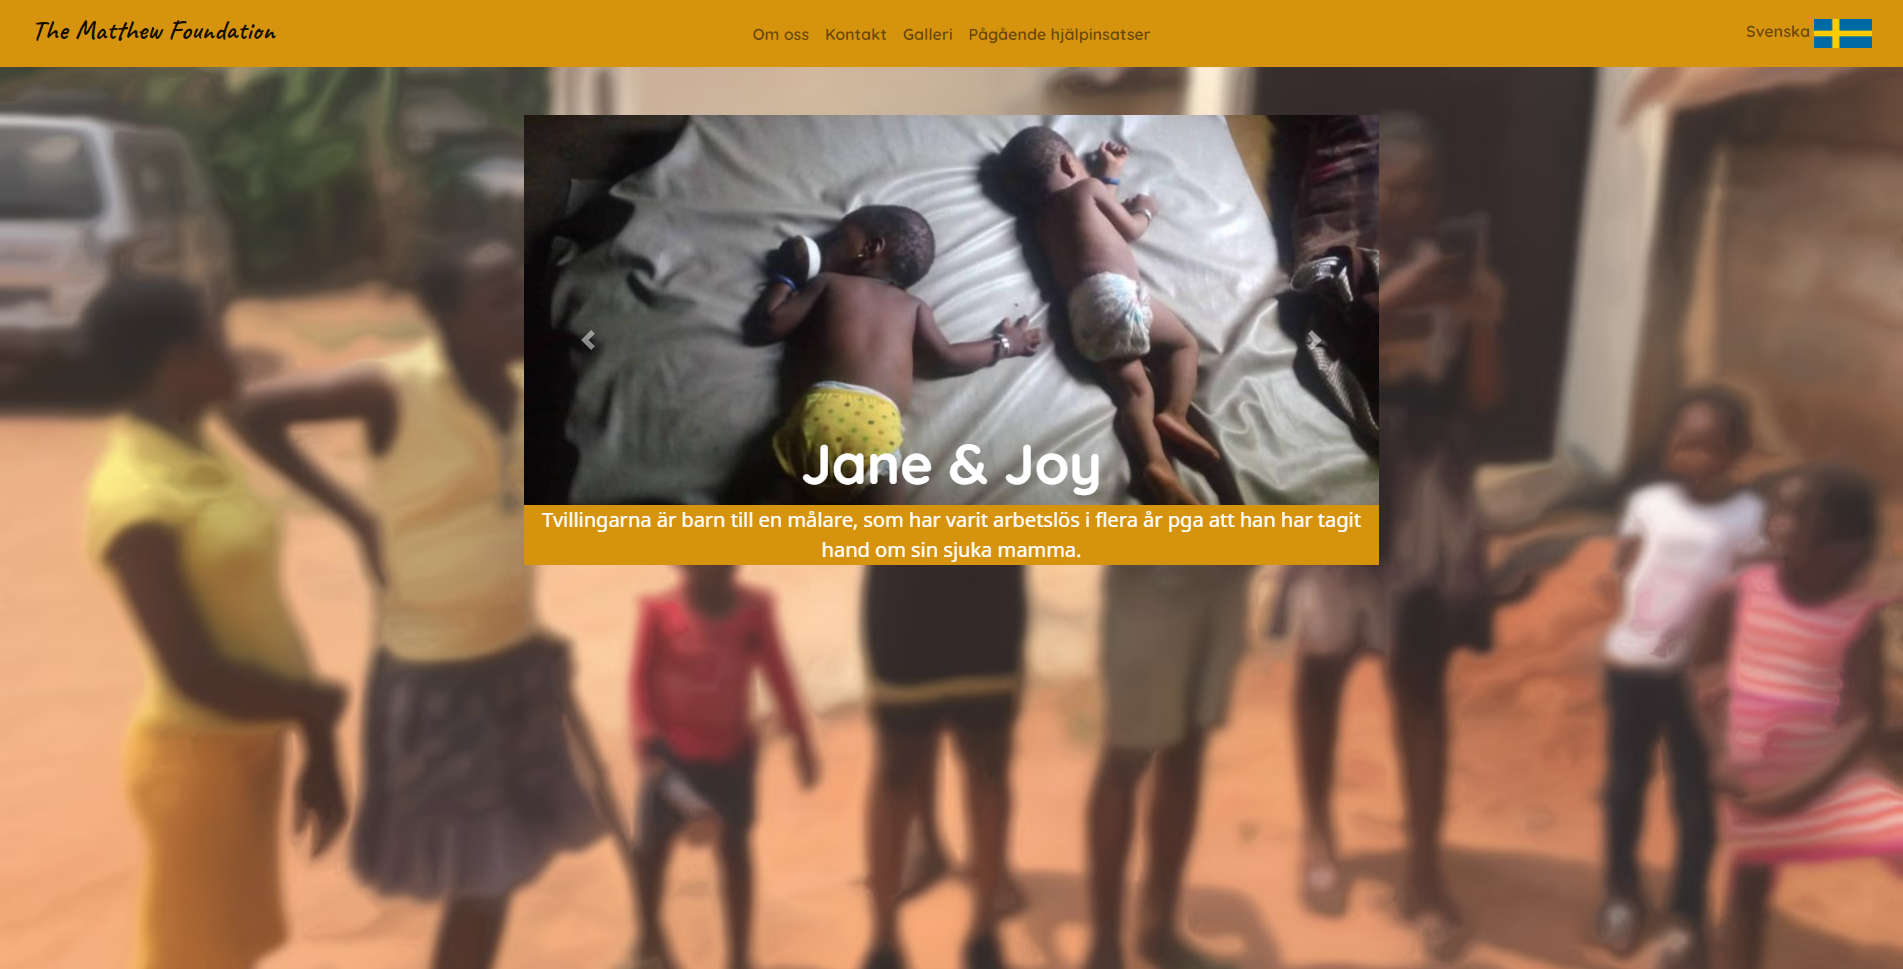 The Matthew Foundation
Om oss Kontakt Galleri Pågående hjälpinsatser
Svenska
Jane & Joy
Tvillingarna är barn till en målare, som har varit arbetslös i flera år pga att han har tagit
hand om sin sjuka mamma.